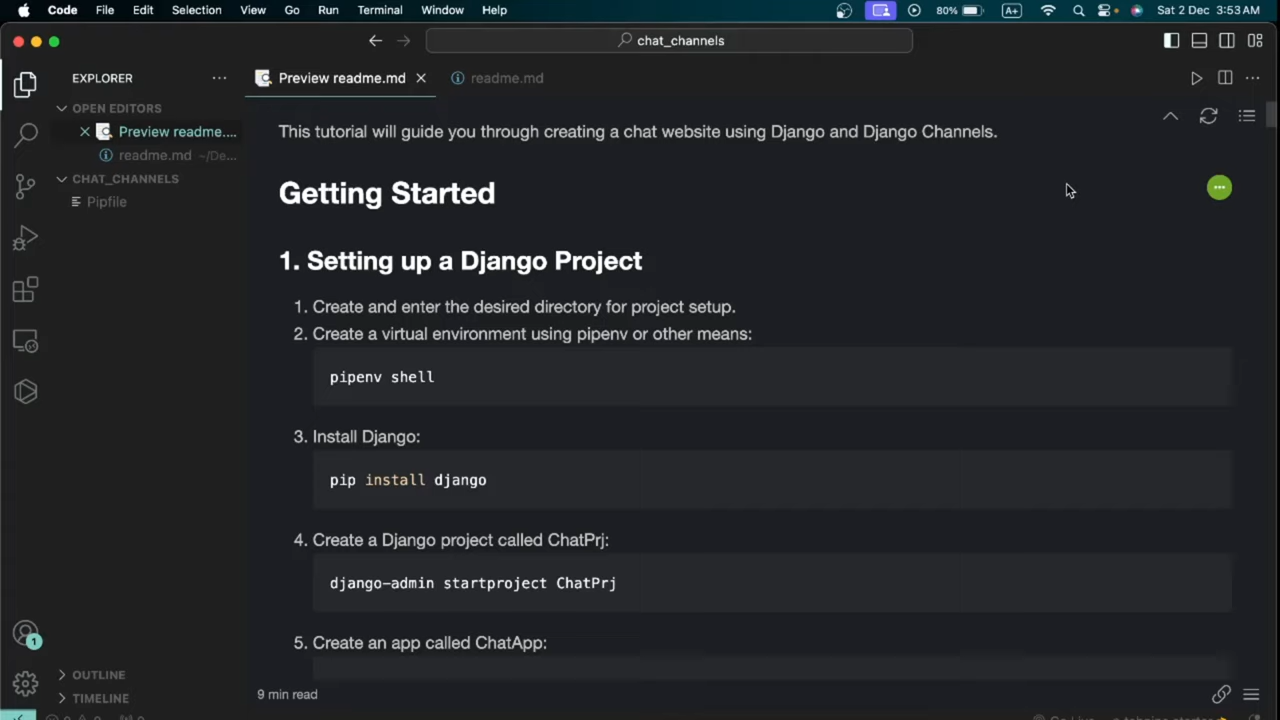 Code File Edit Selection View Go Run Terminal Window Help 80% A+ Sat 2 Dec 3:53 AM
chat_channels
EXPLORER
Preview readme.md
readme.md
OPEN EDITORS
Preview readme....
readme.md ~/De...
CHAT_CHANNELS
Pipfile
This tutorial will guide you through creating a chat website using Django and Django Channels.
Getting Started
1. Setting up a Django Project
1. Create and enter the desired directory for project setup.
2. Create a virtual environment using pipenv or other means:
pipenv shell
3. Install Django:
pip install django
4. Create a Django project called ChatPrj:
django-admin startproject ChatPrj
5. Create an app called ChatApp:
1
OUTLINE
TIMELINE
9 min read